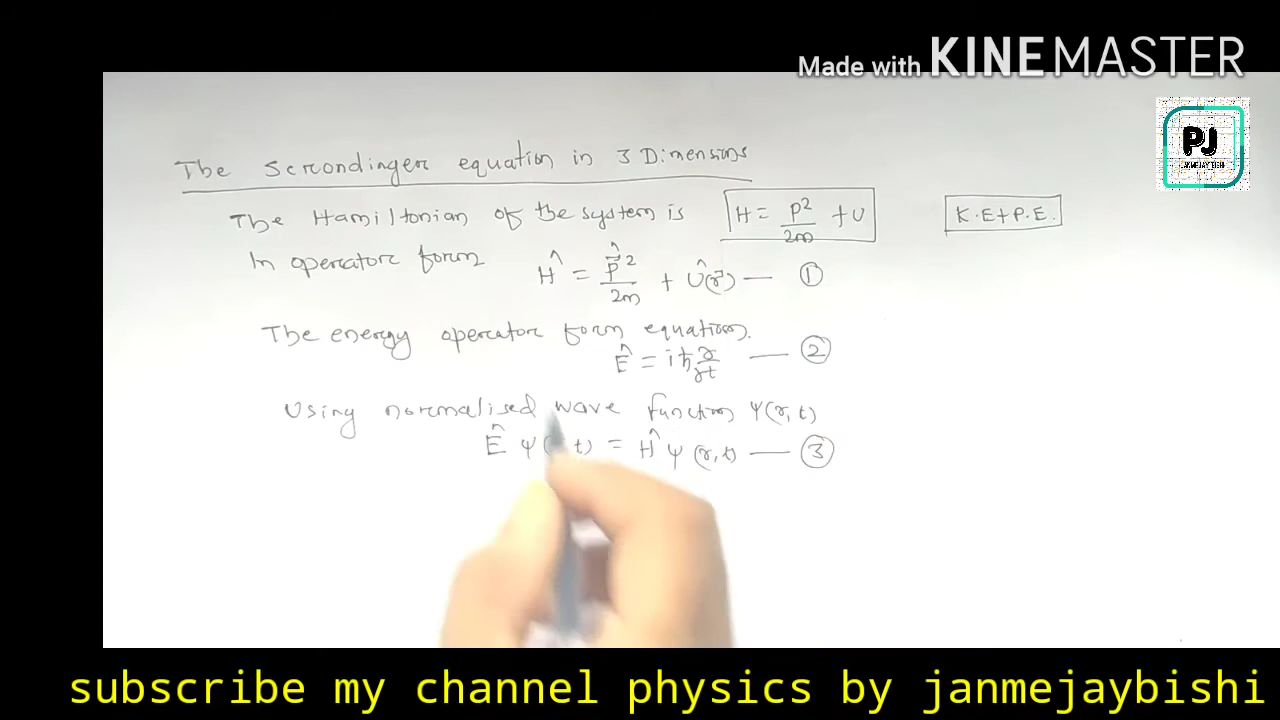 Made with KINEMASTER
PJ
The Scrondinger equation in 3 Dimensions
The Hamiltonian of the system is H = P²/2m + U K.E+P.E.
In operator form Ĥ = p̂⃗²/2m + Û(r⃗) — ①
The energy operator form equation.
Ê = iħ ∂/∂t — ②
Using normalised wave function Ψ(r, t)
Ê Ψ( t) = Ĥ Ψ(r, t) — ③
subscribe my channel physics by janmejaybishi